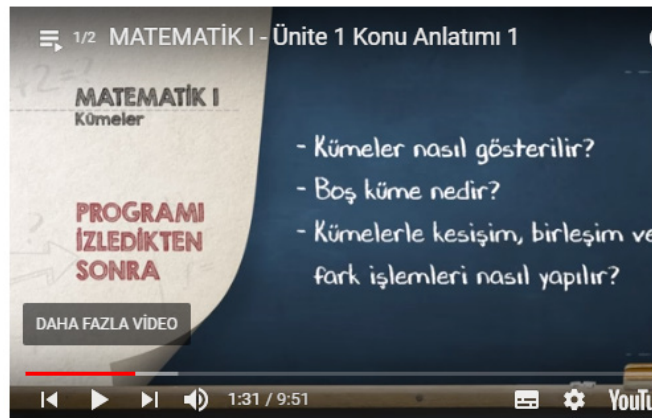 1/2 MATEMATİK I - Ünite 1 Konu Anlatımı 1
MATEMATİK I
Kümeler
- Kümeler nasıl gösterilir?
- Boş küme nedir?
- Kümelerle kesişim, birleşim ve
fark işlemleri nasıl yapılır?
PROGRAMI
İZLEDİKTEN
SONRA
DAHA FAZLA VİDEO
1:31 / 9:51